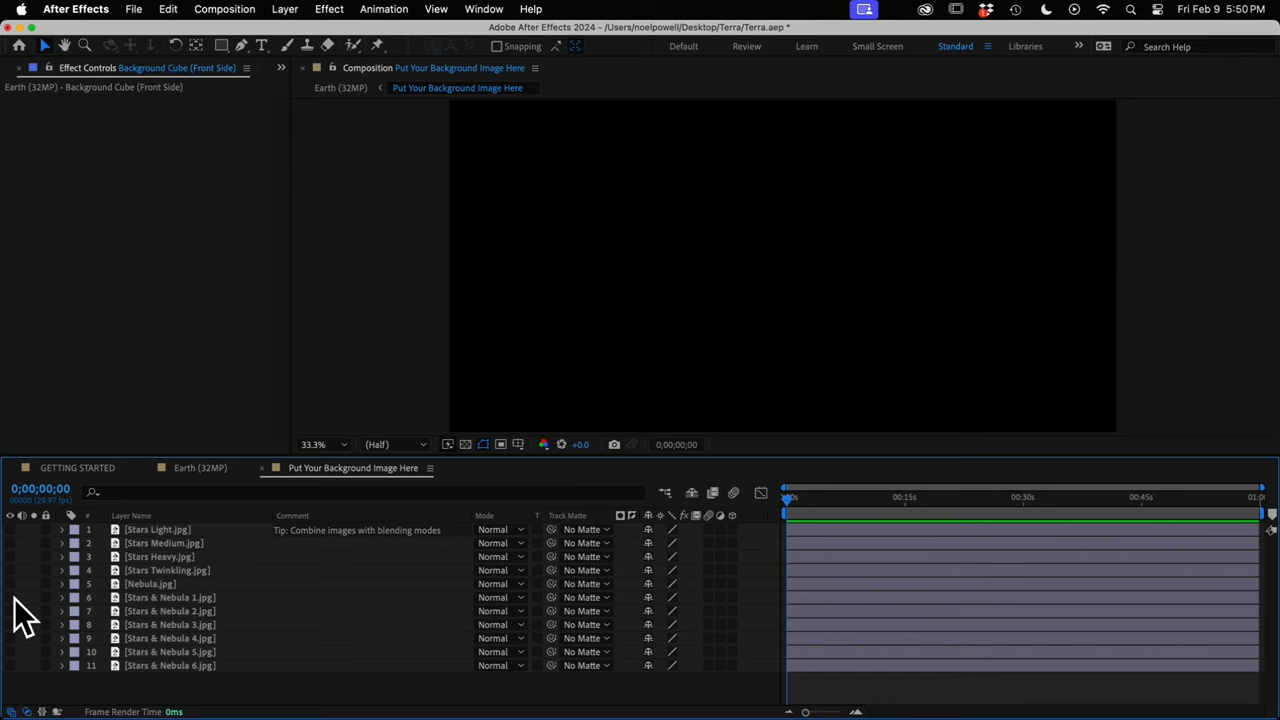 After Effects File Edit Composition Layer Effect Animation View Window Help Fri Feb 9 5:50 PM
Adobe After Effects 2024 - /Users/noelpowell/Desktop/Terra/Terra.aep *
Snapping Default Review Learn Small Screen Standard Libraries Search Help
Effect Controls Background Cube (Front Side) Composition Put Your Background Image Here
Earth (32MP) - Background Cube (Front Side) Earth (32MP) Put Your Background Image Here
33.3% (Half) +0.0 0;00;00;00
GETTING STARTED Earth (32MP) Put Your Background Image Here
0;00;00;00
00000 (29.97 fps) 00s 00:15s 00:30s 00:45s 01:0
# Layer Name Comment Mode T Track Matte
1 [Stars Light.jpg] Tip: Combine images with blending modes Normal No Matte
2 [Stars Medium.jpg] Normal No Matte
3 [Stars Heavy.jpg] Normal No Matte
4 [Stars Twinkling.jpg] Normal No Matte
5 [Nebula.jpg] Normal No Matte
6 [Stars & Nebula 1.jpg] Normal No Matte
7 [Stars & Nebula 2.jpg] Normal No Matte
8 [Stars & Nebula 3.jpg] Normal No Matte
9 [Stars & Nebula 4.jpg] Normal No Matte
10 [Stars & Nebula 5.jpg] Normal No Matte
11 [Stars & Nebula 6.jpg] Normal No Matte
Frame Render Time 0ms